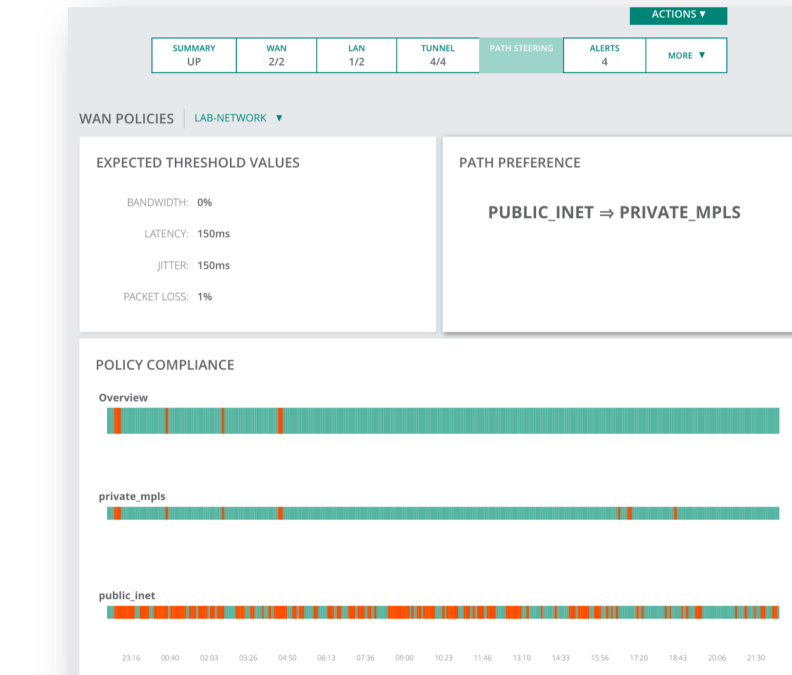 ACTIONS ▼
SUMMARY WAN LAN TUNNEL PATH STEERING ALERTS MORE ▼
UP 2/2 1/2 4/4 4
WAN POLICIES LAB-NETWORK ▼
EXPECTED THRESHOLD VALUES
BANDWIDTH: 0%
LATENCY: 150ms
JITTER: 150ms
PACKET LOSS: 1%
PATH PREFERENCE
PUBLIC_INET ⇒ PRIVATE_MPLS
POLICY COMPLIANCE
Overview
private_mpls
public_inet
23:16 00:40 02:03 03:26 04:50 06:13 07:36 09:00 10:23 11:46 13:10 14:33 15:56 17:20 18:43 20:06 21:30